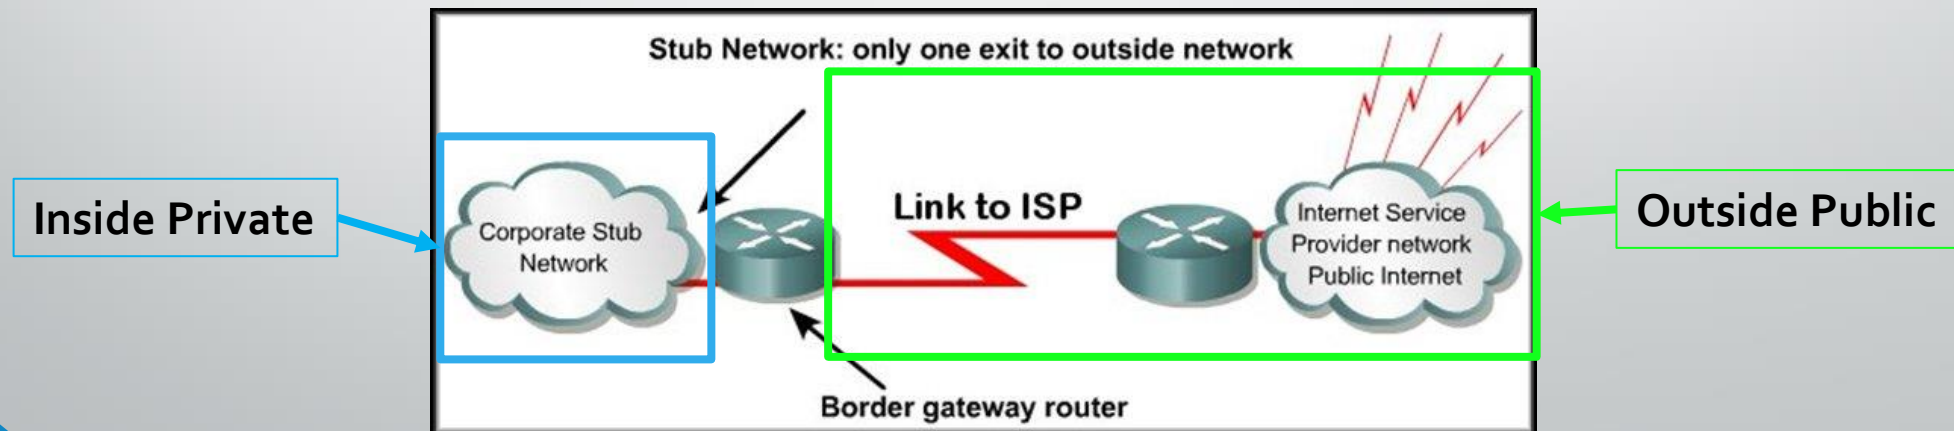 Stub Network: only one exit to outside network
Inside Private
Corporate Stub
Network
Link to ISP
Internet Service
Provider network
Public Internet
Outside Public
Border gateway router